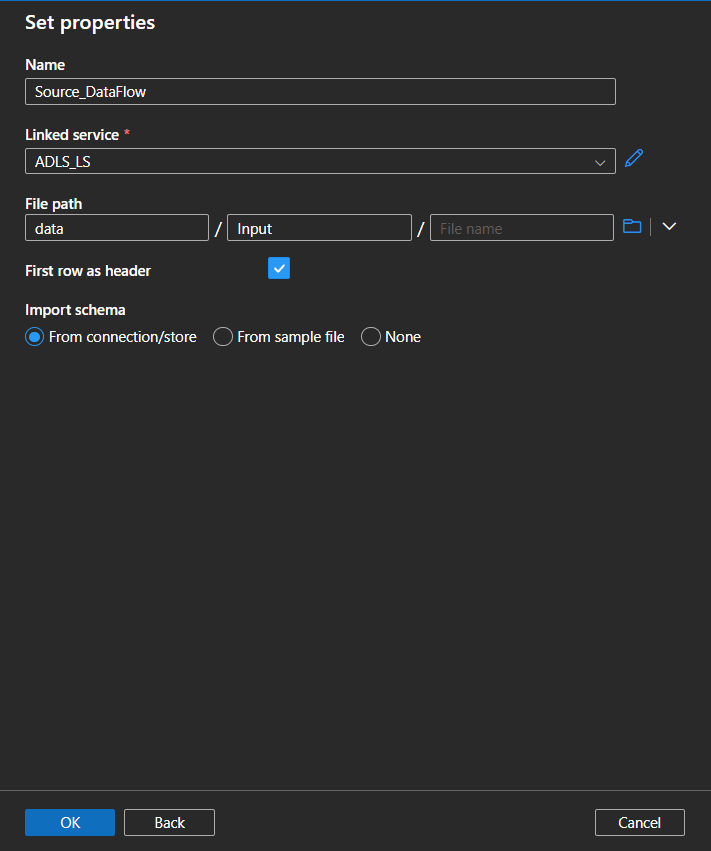 Set properties
Name
Source_DataFlow
Linked service *
ADLS_LS
File path
data / Input / File name
First row as header
Import schema
From connection/store From sample file None
OK Back Cancel